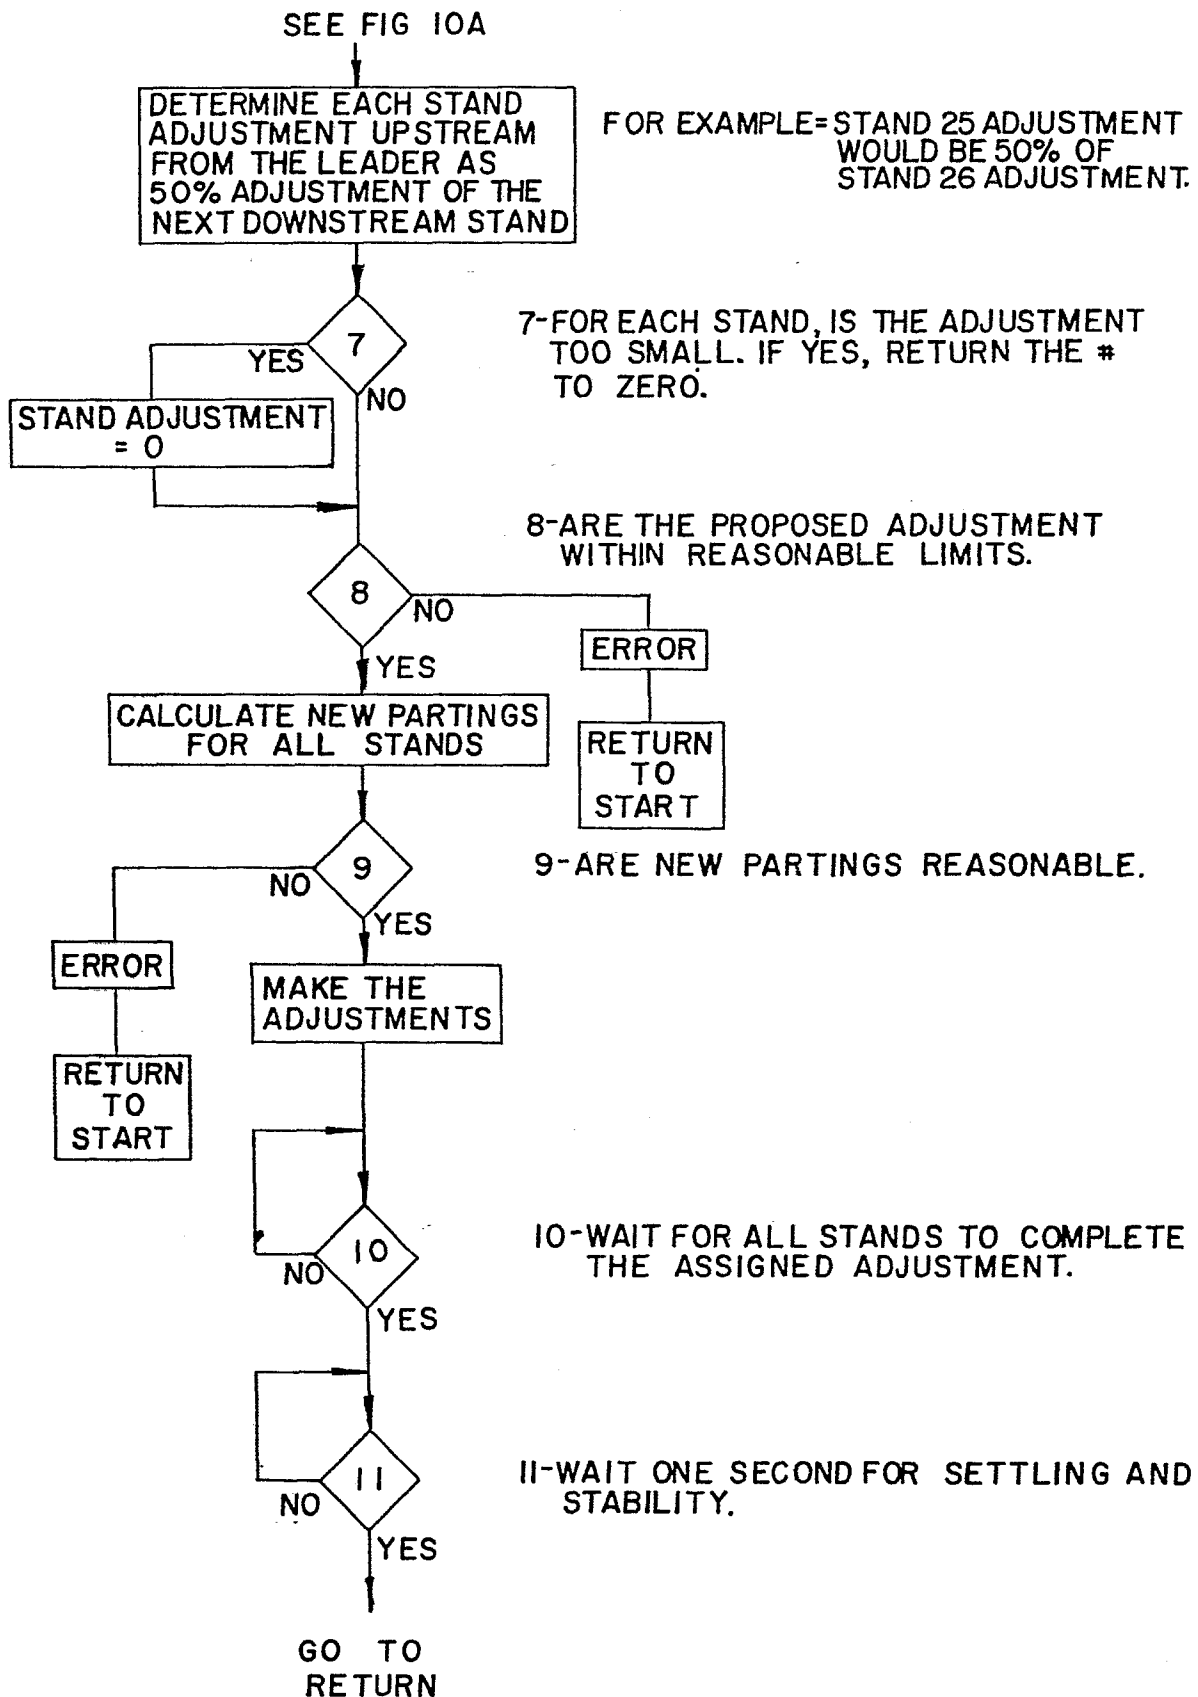 SEE FIG 10A
DETERMINE EACH STAND
ADJUSTMENT UPSTREAM
FROM THE LEADER AS
50% ADJUSTMENT OF THE
NEXT DOWNSTREAM STAND
FOR EXAMPLE= STAND 25 ADJUSTMENT
WOULD BE 50% OF
STAND 26 ADJUSTMENT.
7
YES
NO
7-FOR EACH STAND, IS THE ADJUSTMENT
TOO SMALL. IF YES, RETURN THE #
TO ZERO.
STAND ADJUSTMENT
= 0
8-ARE THE PROPOSED ADJUSTMENT
WITHIN REASONABLE LIMITS.
8
NO
YES
ERROR
RETURN
TO
START
CALCULATE NEW PARTINGS
FOR ALL STANDS
9
NO
YES
9-ARE NEW PARTINGS REASONABLE.
ERROR
RETURN
TO
START
MAKE THE
ADJUSTMENTS
10
NO
YES
10-WAIT FOR ALL STANDS TO COMPLETE
THE ASSIGNED ADJUSTMENT.
11
NO
YES
11-WAIT ONE SECOND FOR SETTLING AND
STABILITY.
GO TO
RETURN